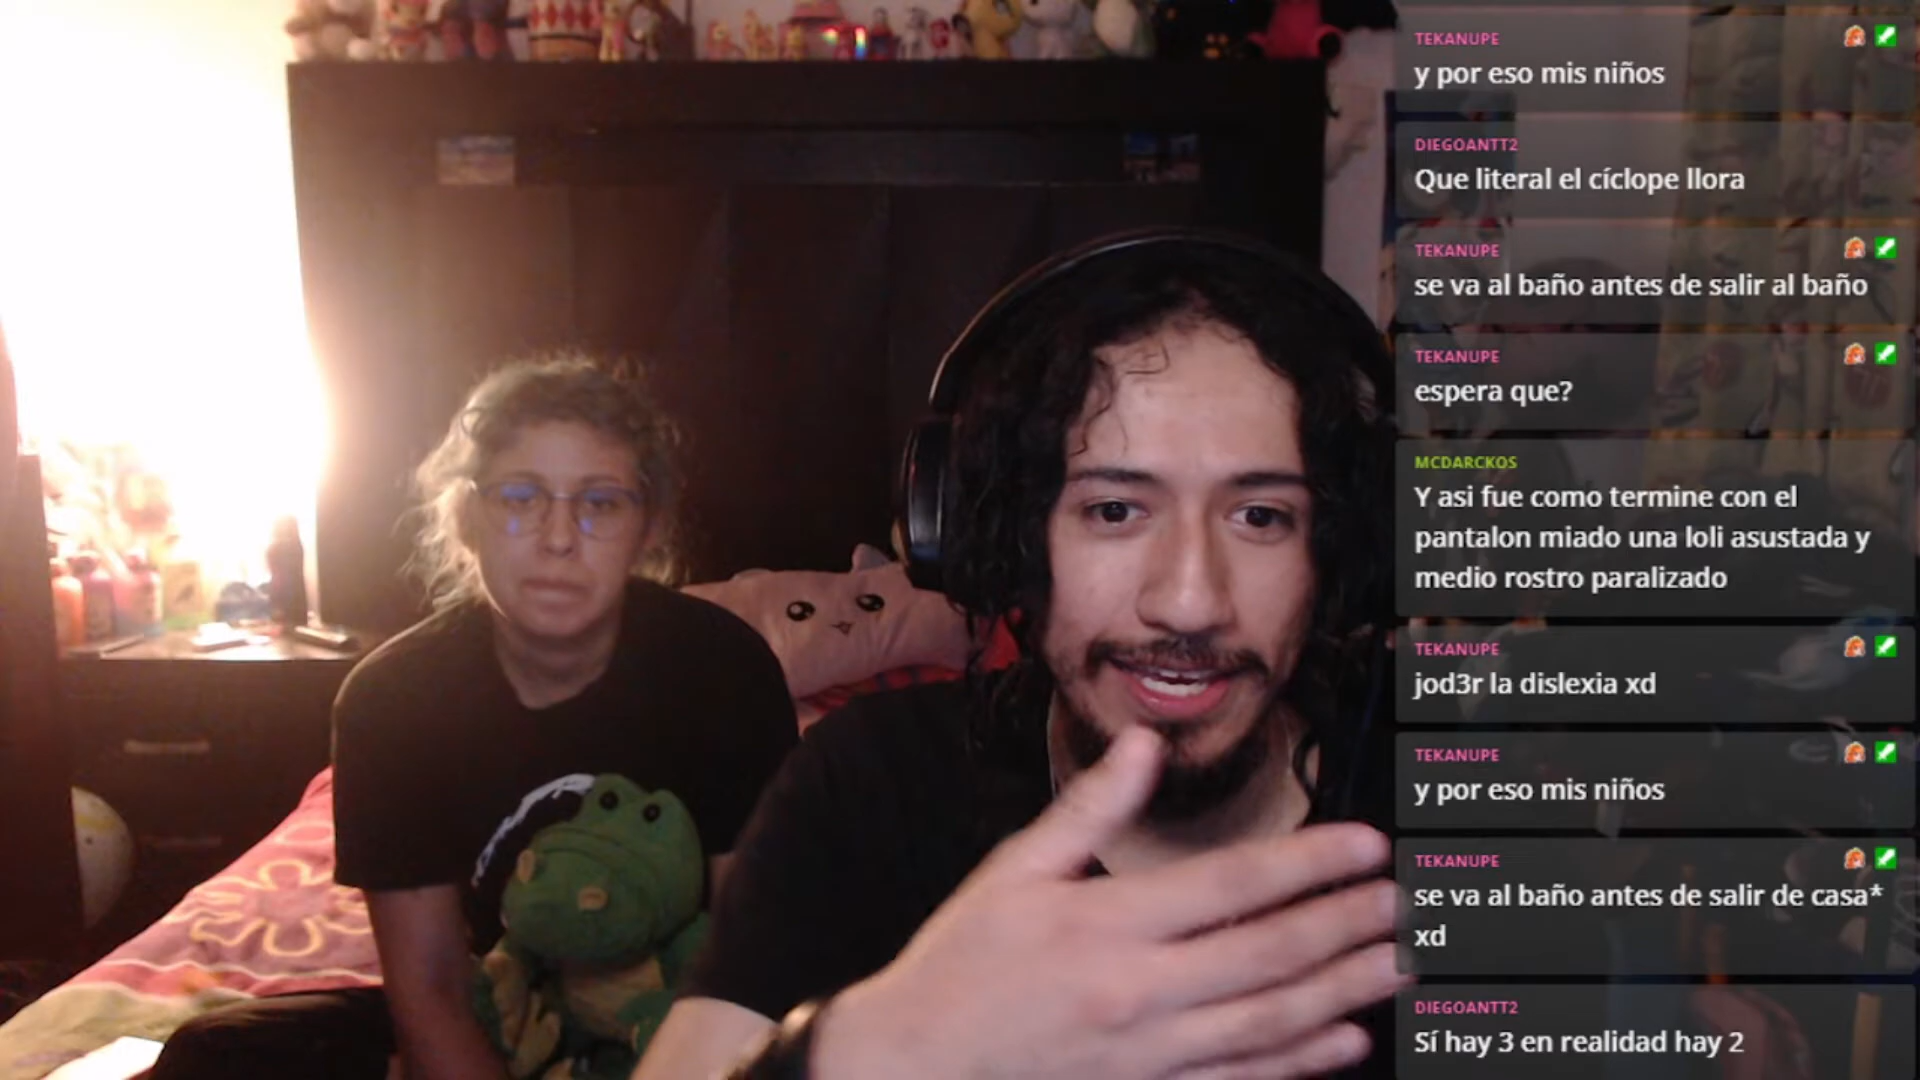 TEKANUPE
y por eso mis niños
DIEGOANTT2
Que literal el cíclope llora
TEKANUPE
se va al baño antes de salir al baño
TEKANUPE
espera que?
MCDARCKOS
Y asi fue como termine con el
pantalon miado una loli asustada y
medio rostro paralizado
TEKANUPE
jod3r la dislexia xd
TEKANUPE
y por eso mis niños
TEKANUPE
se va al baño antes de salir de casa*
xd
DIEGOANTT2
Sí hay 3 en realidad hay 2